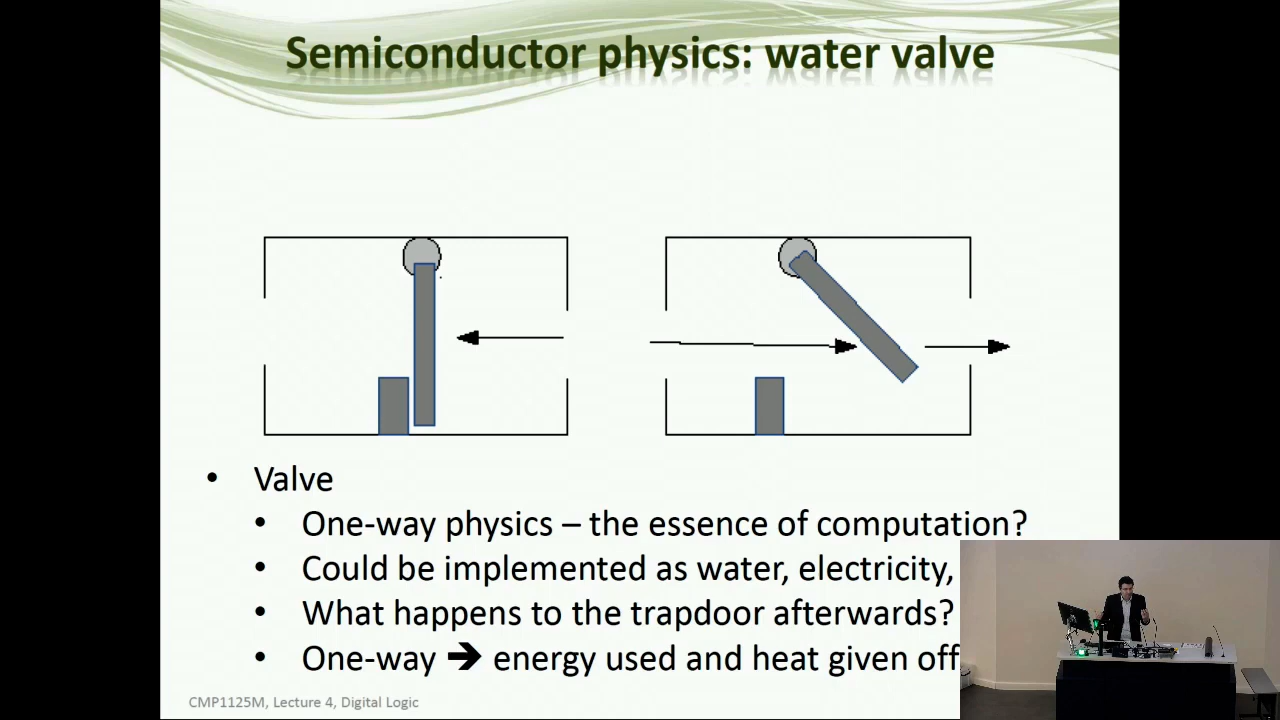 Semiconductor physics: water valve
• Valve
• One-way physics – the essence of computation?
• Could be implemented as water, electricity,
• What happens to the trapdoor afterwards?
• One-way ➔ energy used and heat given off
CMP1125M, Lecture 4, Digital Logic